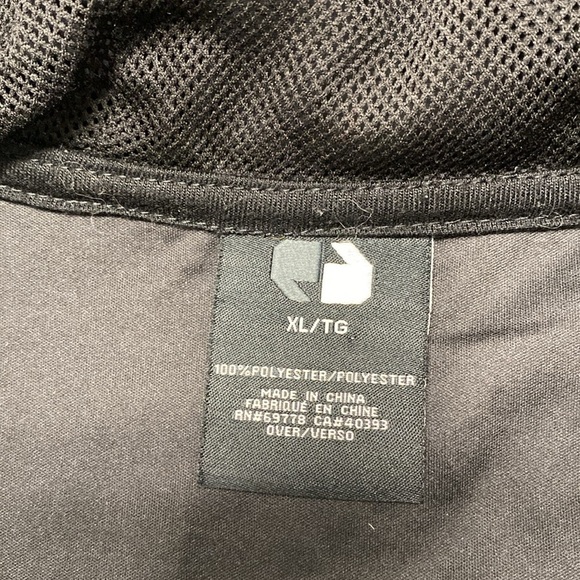 XL/TG
100%POLYESTER/POLYESTER
MADE IN CHINA
FABRIQUÉ EN CHINE
RN#69778 CA#40393
OVER/VERSO